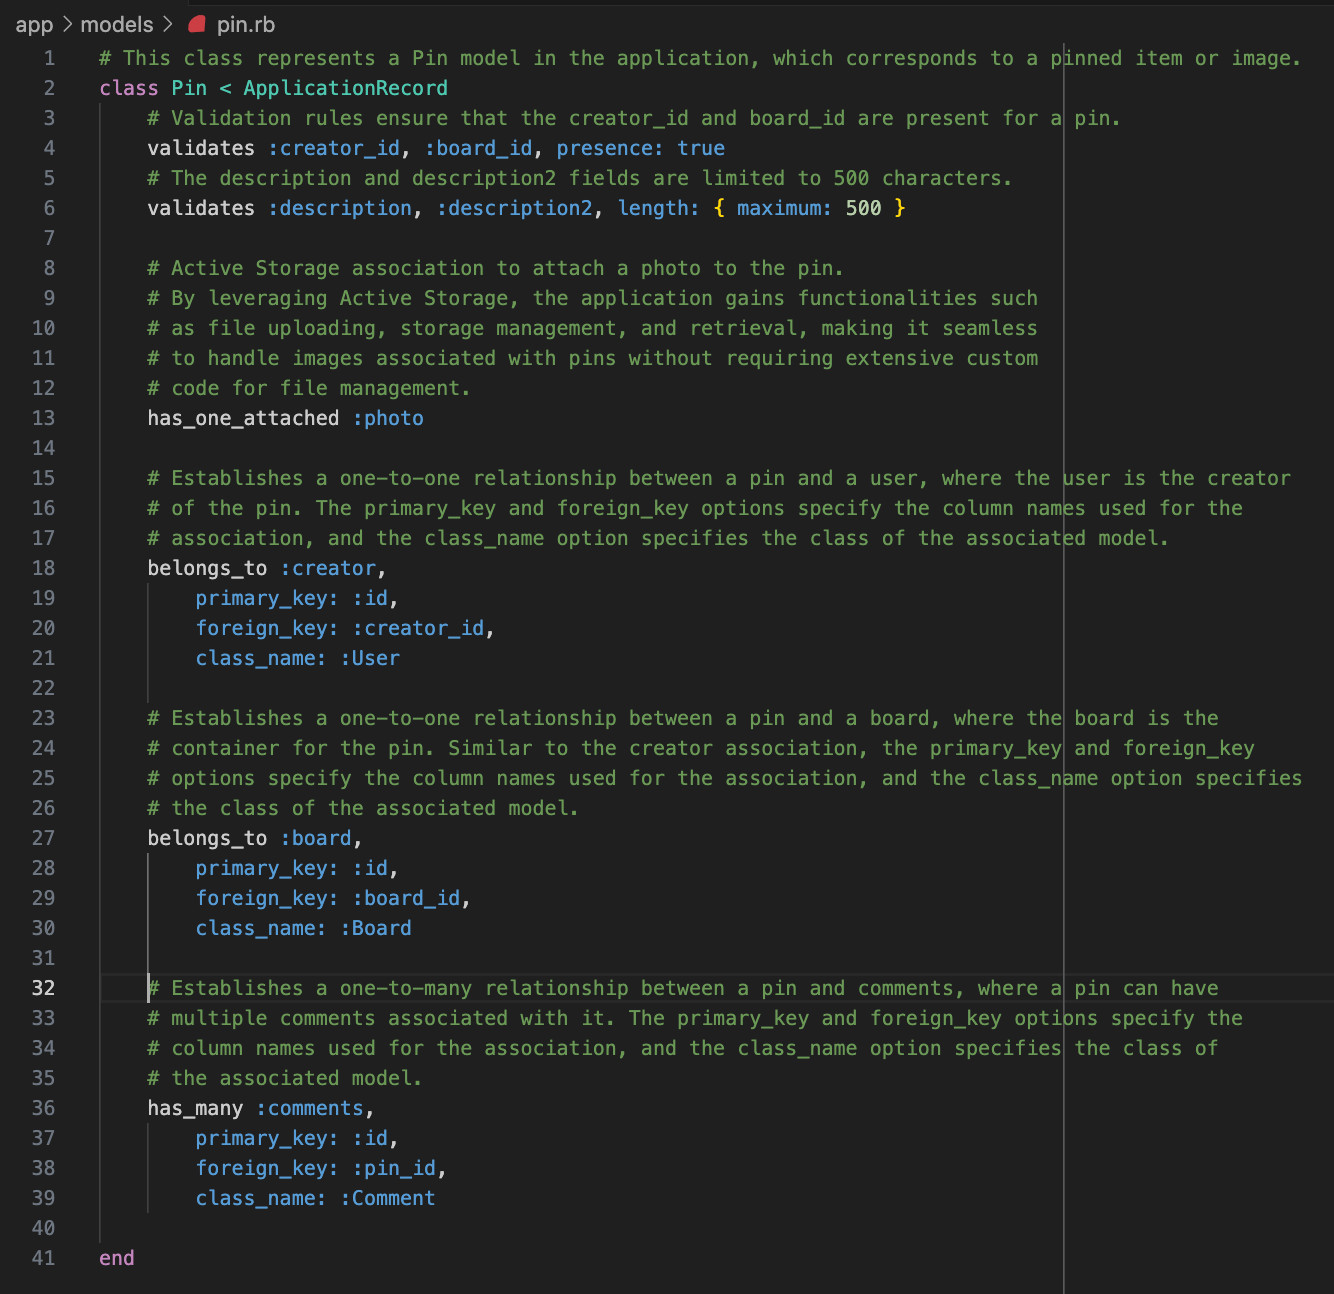 app > models > pin.rb
1 # This class represents a Pin model in the application, which corresponds to a pinned item or image.
2 class Pin < ApplicationRecord
3     # Validation rules ensure that the creator_id and board_id are present for a pin.
4     validates :creator_id, :board_id, presence: true
5     # The description and description2 fields are limited to 500 characters.
6     validates :description, :description2, length: { maximum: 500 }
7
8     # Active Storage association to attach a photo to the pin.
9     # By leveraging Active Storage, the application gains functionalities such
10     # as file uploading, storage management, and retrieval, making it seamless
11     # to handle images associated with pins without requiring extensive custom
12     # code for file management.
13     has_one_attached :photo
14
15     # Establishes a one-to-one relationship between a pin and a user, where the user is the creator
16     # of the pin. The primary_key and foreign_key options specify the column names used for the
17     # association, and the class_name option specifies the class of the associated model.
18     belongs_to :creator,
19         primary_key: :id,
20         foreign_key: :creator_id,
21         class_name: :User
22
23     # Establishes a one-to-one relationship between a pin and a board, where the board is the
24     # container for the pin. Similar to the creator association, the primary_key and foreign_key
25     # options specify the column names used for the association, and the class_name option specifies
26     # the class of the associated model.
27     belongs_to :board,
28         primary_key: :id,
29         foreign_key: :board_id,
30         class_name: :Board
31
32     # Establishes a one-to-many relationship between a pin and comments, where a pin can have
33     # multiple comments associated with it. The primary_key and foreign_key options specify the
34     # column names used for the association, and the class_name option specifies the class of
35     # the associated model.
36     has_many :comments,
37         primary_key: :id,
38         foreign_key: :pin_id,
39         class_name: :Comment
40
41 end